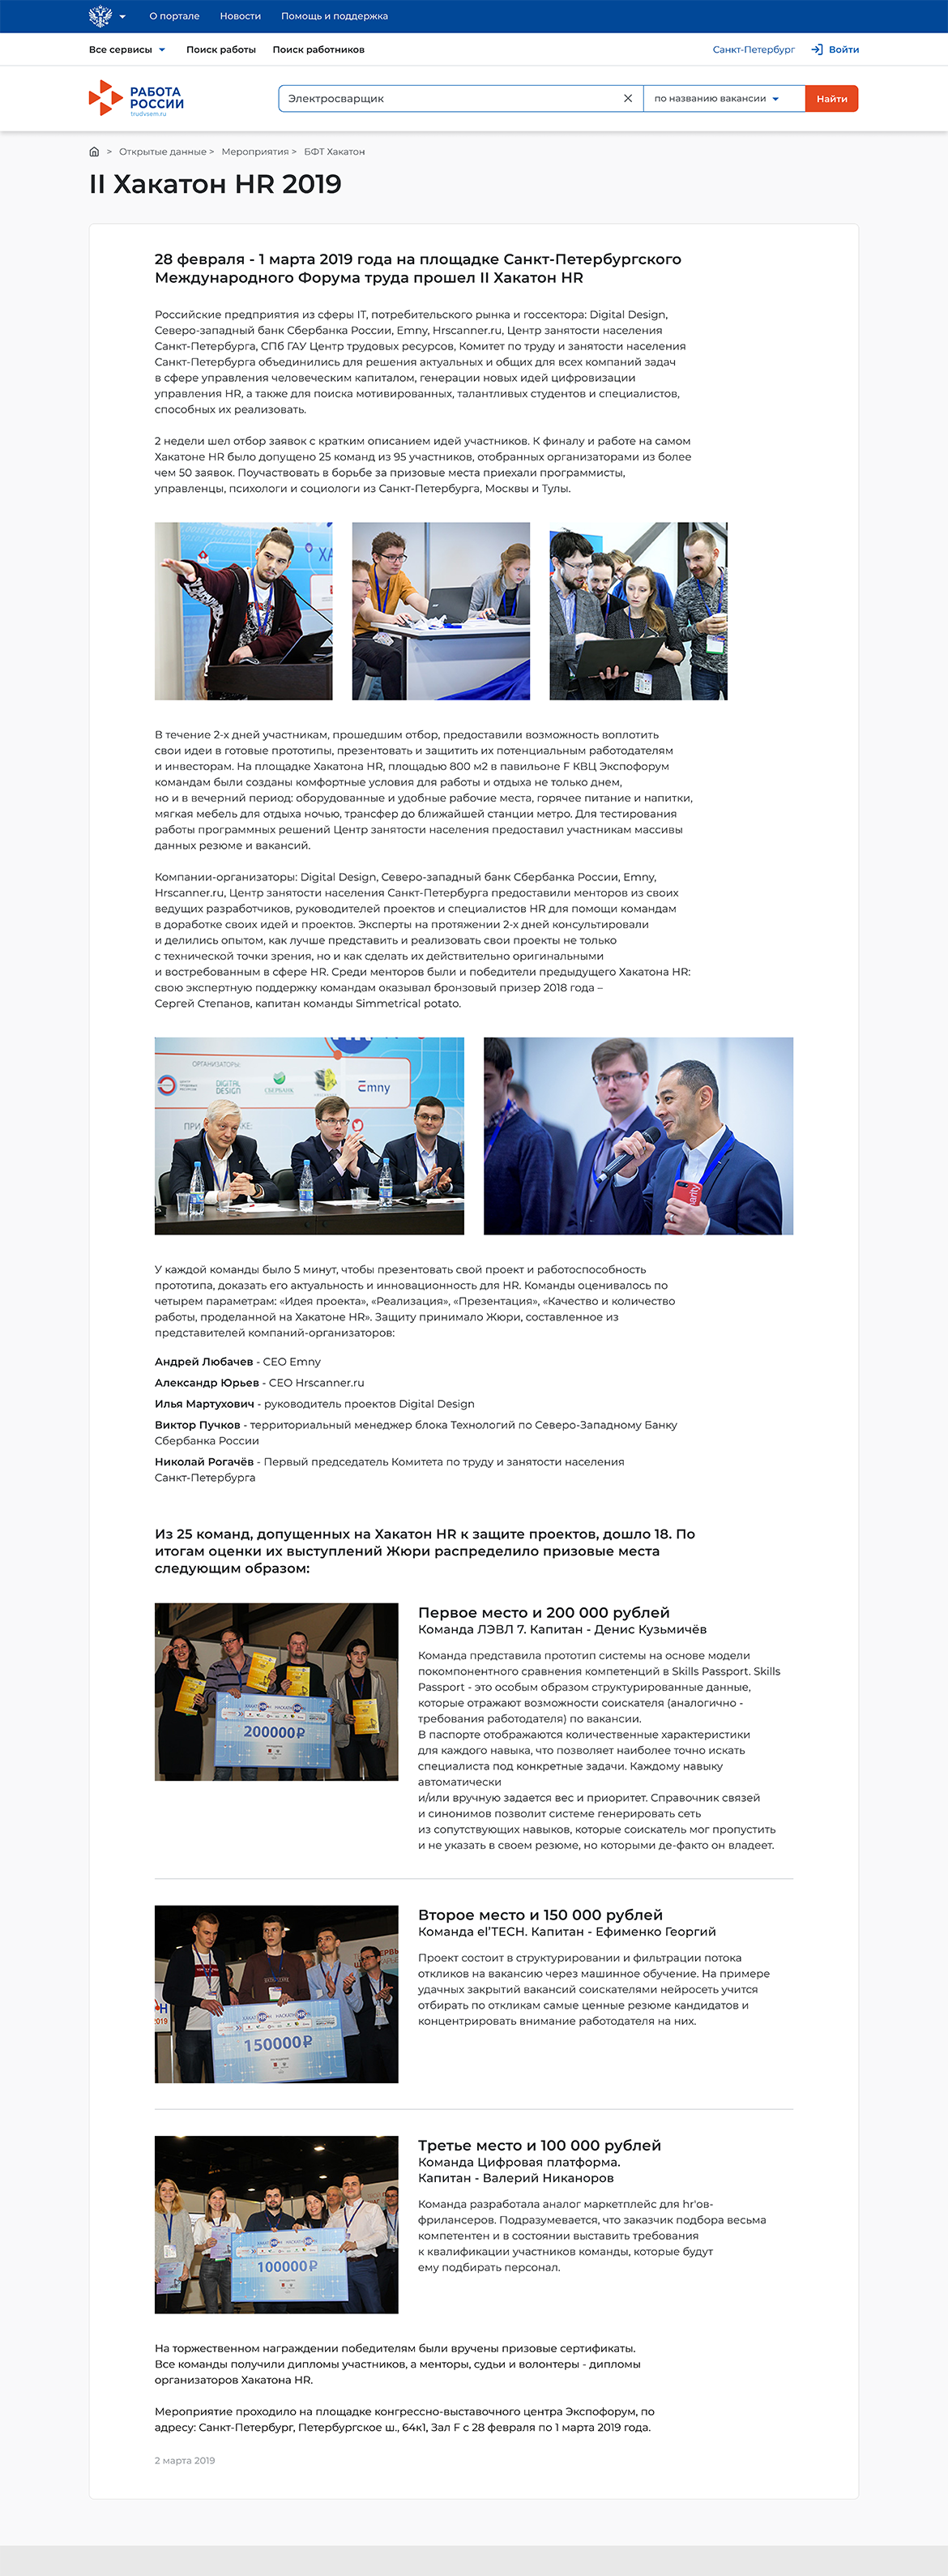 О портале Новости Помощь и поддержка
Все сервисы Поиск работы Поиск работников Санкт-Петербург Войти
РАБОТА
РОССИИ
trudvsem.ru
Электросварщик по названию вакансии Найти
> Открытые данные > Мероприятия > БФТ Хакатон
II Хакатон HR 2019
28 февраля - 1 марта 2019 года на площадке Санкт-Петербургского
Международного Форума труда прошел II Хакатон HR
Российские предприятия из сферы IT, потребительского рынка и госсектора: Digital Design,
Северо-западный банк Сбербанка России, Emny, Hrscanner.ru, Центр занятости населения
Санкт-Петербурга, СПб ГАУ Центр трудовых ресурсов, Комитет по труду и занятости населения
Санкт-Петербурга объединились для решения актуальных и общих для всех компаний задач
в сфере управления человеческим капиталом, генерации новых идей цифровизации
управления HR, а также для поиска мотивированных, талантливых студентов и специалистов,
способных их реализовать.
2 недели шел отбор заявок с кратким описанием идей участников. К финалу и работе на самом
Хакатоне HR было допущено 25 команд из 95 участников, отобранных организаторами из более
чем 50 заявок. Поучаствовать в борьбе за призовые места приехали программисты,
управленцы, психологи и социологи из Санкт-Петербурга, Москвы и Тулы.
ХА
В течение 2-х дней участникам, прошедшим отбор, предоставили возможность воплотить
свои идеи в готовые прототипы, презентовать и защитить их потенциальным работодателям
и инвесторам. На площадке Хакатона HR, площадью 800 м2 в павильоне F КВЦ Экспофорум
командам были созданы комфортные условия для работы и отдыха не только днем,
но и в вечерний период: оборудованные и удобные рабочие места, горячее питание и напитки,
мягкая мебель для отдыха ночью, трансфер до ближайшей станции метро. Для тестирования
работы программных решений Центр занятости населения предоставил участникам массивы
данных резюме и вакансий.
Компании-организаторы: Digital Design, Северо-западный банк Сбербанка России, Emny,
Hrscanner.ru, Центр занятости населения Санкт-Петербурга предоставили менторов из своих
ведущих разработчиков, руководителей проектов и специалистов HR для помощи командам
в доработке своих идей и проектов. Эксперты на протяжении 2-х дней консультировали
и делились опытом, как лучше представить и реализовать свои проекты не только
с технической точки зрения, но и как сделать их действительно оригинальными
и востребованным в сфере HR. Среди менторов были и победители предыдущего Хакатона HR:
свою экспертную поддержку командам оказывал бронзовый призер 2018 года –
Сергей Степанов, капитан команды Simmetrical potato.
ОРГАНИЗАТОРЫ:
DIGITAL
DESIGN
СБЕРБАНК
Emny
У каждой команды было 5 минут, чтобы презентовать свой проект и работоспособность
прототипа, доказать его актуальность и инновационность для HR. Команды оценивалось по
четырем параметрам: «Идея проекта», «Реализация», «Презентация», «Качество и количество
работы, проделанной на Хакатоне HR». Защиту принимало Жюри, составленное из
представителей компаний-организаторов:
Андрей Любачев - CEO Emny
Александр Юрьев - CEO Hrscanner.ru
Илья Мартухович - руководитель проектов Digital Design
Виктор Пучков - территориальный менеджер блока Технологий по Северо-Западному Банку
Сбербанка России
Николай Рогачёв - Первый председатель Комитета по труду и занятости населения
Санкт-Петербурга
Из 25 команд, допущенных на Хакатон HR к защите проектов, дошло 18. По
итогам оценки их выступлений Жюри распределило призовые места
следующим образом:
200000₽
Первое место и 200 000 рублей
Команда ЛЭВЛ 7. Капитан - Денис Кузьмичёв
Команда представила прототип системы на основе модели
покомпонентного сравнения компетенций в Skills Passport. Skills
Passport - это особым образом структурированные данные,
которые отражают возможности соискателя (аналогично -
требования работодателя) по вакансии.
В паспорте отображаются количественные характеристики
для каждого навыка, что позволяет наиболее точно искать
специалиста под конкретные задачи. Каждому навыку
автоматически
и/или вручную задается вес и приоритет. Справочник связей
и синонимов позволит системе генерировать сеть
из сопутствующих навыков, которые соискатель мог пропустить
и не указать в своем резюме, но которыми де-факто он владеет.
150000₽
Второе место и 150 000 рублей
Команда el’TECH. Капитан - Ефименко Георгий
Проект состоит в структурировании и фильтрации потока
откликов на вакансию через машинное обучение. На примере
удачных закрытий вакансий соискателями нейросеть учится
отбирать по откликам самые ценные резюме кандидатов и
концентрировать внимание работодателя на них.
100000₽
Третье место и 100 000 рублей
Команда Цифровая платформа.
Капитан - Валерий Никаноров
Команда разработала аналог маркетплейс для hr'ов-
фрилансеров. Подразумевается, что заказчик подбора весьма
компетентен и в состоянии выставить требования
к квалификации участников команды, которые будут
ему подбирать персонал.
На торжественном награждении победителям были вручены призовые сертификаты.
Все команды получили дипломы участников, а менторы, судьи и волонтеры - дипломы
организаторов Хакатона HR.
Мероприятие проходило на площадке конгрессно-выставочного центра Экспофорум, по
адресу: Санкт-Петербург, Петербургское ш., 64к1, Зал F с 28 февраля по 1 марта 2019 года.
2 марта 2019